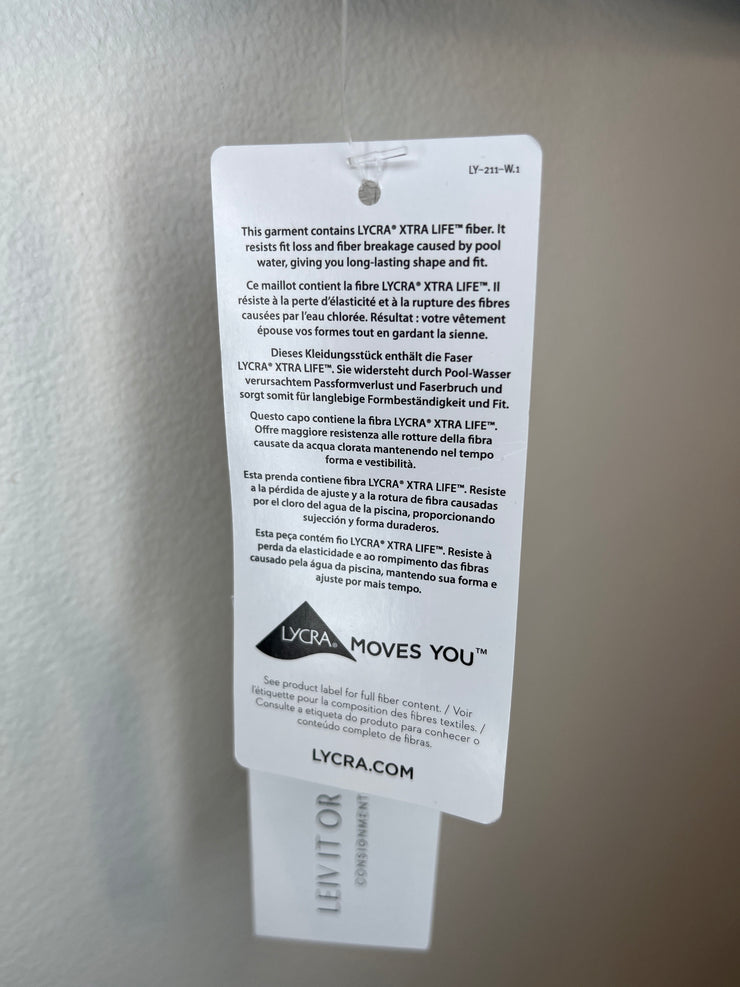 LY-211-W.1
This garment contains LYCRA® XTRA LIFE™ fiber. It
resists fit loss and fiber breakage caused by pool
water, giving you long-lasting shape and fit.
Ce maillot contient la fibre LYCRA® XTRA LIFE™. Il
résiste à la perte d'élasticité et à la rupture des fibres
causées par l'eau chlorée. Résultat : votre vêtement
épouse vos formes tout en gardant la sienne.
Dieses Kleidungsstück enthält die Faser
LYCRA® XTRA LIFE™. Sie widersteht durch Pool-Wasser
verursachtem Passformverlust und Faserbruch und
sorgt somit für langlebige Formbeständigkeit und Fit.
Questo capo contiene la fibra LYCRA® XTRA LIFE™.
Offre maggiore resistenza alle rotture della fibra
causate da acqua clorata mantenendo nel tempo
forma e vestibilità.
Esta prenda contiene fibra LYCRA® XTRA LIFE™. Resiste
a la pérdida de ajuste y a la rotura de fibra causadas
por el cloro del agua de la piscina, proporcionando
sujección y forma duraderos.
Esta peça contém fio LYCRA® XTRA LIFE™. Resiste à
perda da elasticidade e ao rompimento das fibras
causado pela água da piscina, mantendo sua forma e
ajuste por mais tempo.
LYCRA® MOVES YOU™
See product label for full fiber content. / Voir
l'étiquette pour la composition des fibres textiles. /
Consulte a etiqueta do produto para conhecer o
conteúdo completo de fibras.
LYCRA.COM
LEIV IT OR
CONSIGNMENT